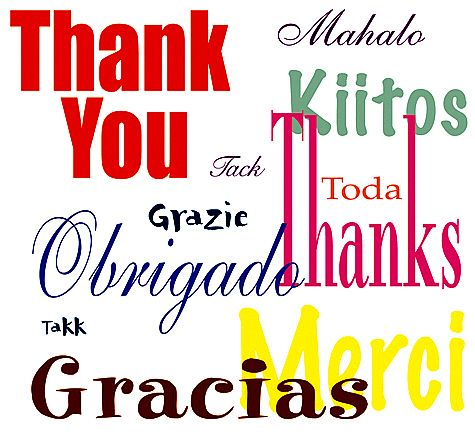 Thank
You
Mahalo
Kiitos
Tack
Thanks
Toda
Grazie
Obrigado
Takk
Merci
Gracias